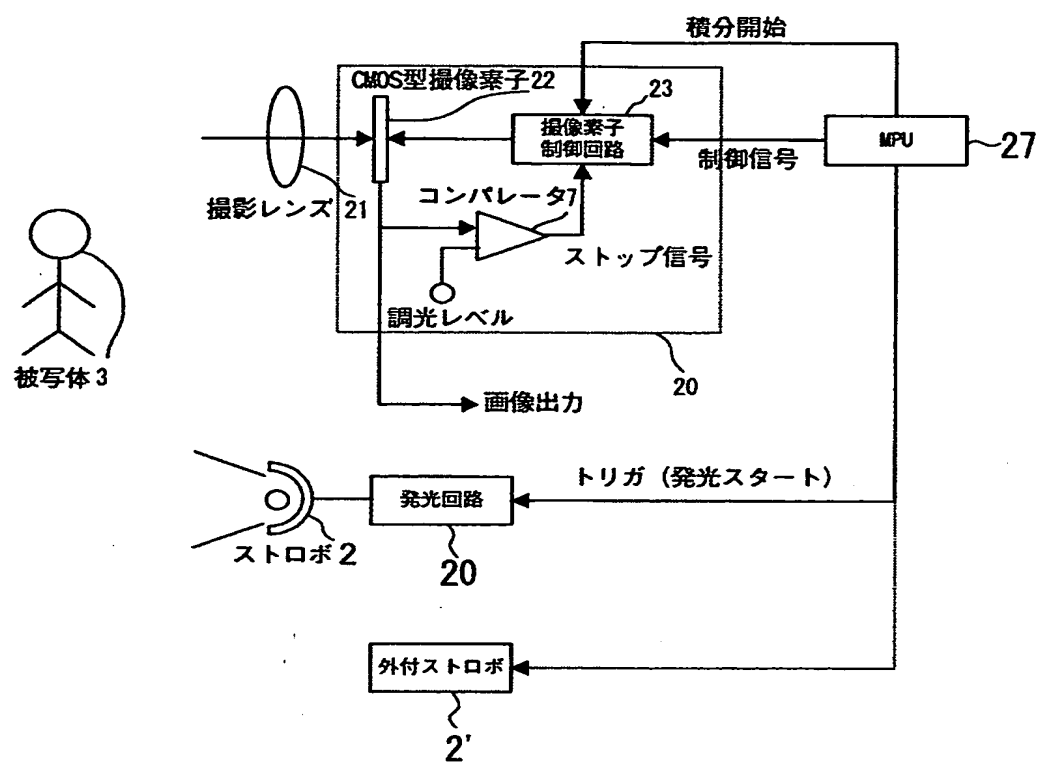 積分開始
CMOS型撮像素子22
23
撮像素子
制御回路
MPU
27
制御信号
撮影レンズ 21
コンパレータ7
ストップ信号
調光レベル
被写体3
20
画像出力
トリガ（発光スタート）
発光回路
ストロボ2
20
外付ストロボ
2'